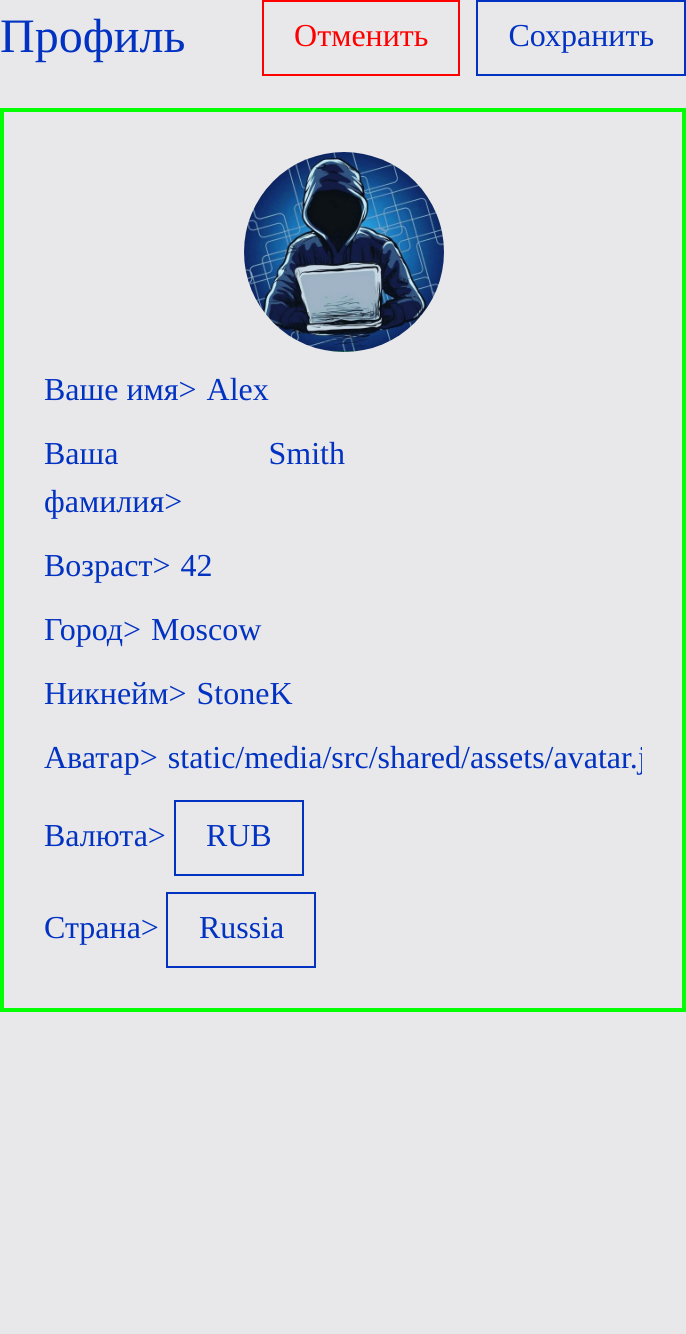 Профиль Отменить Сохранить
Ваше имя> Alex
Ваша Smith
фамилия>
Возраст> 42
Город> Moscow
Никнейм> StoneK
Аватар> static/media/src/shared/assets/avatar.j
Валюта> RUB
Страна> Russia